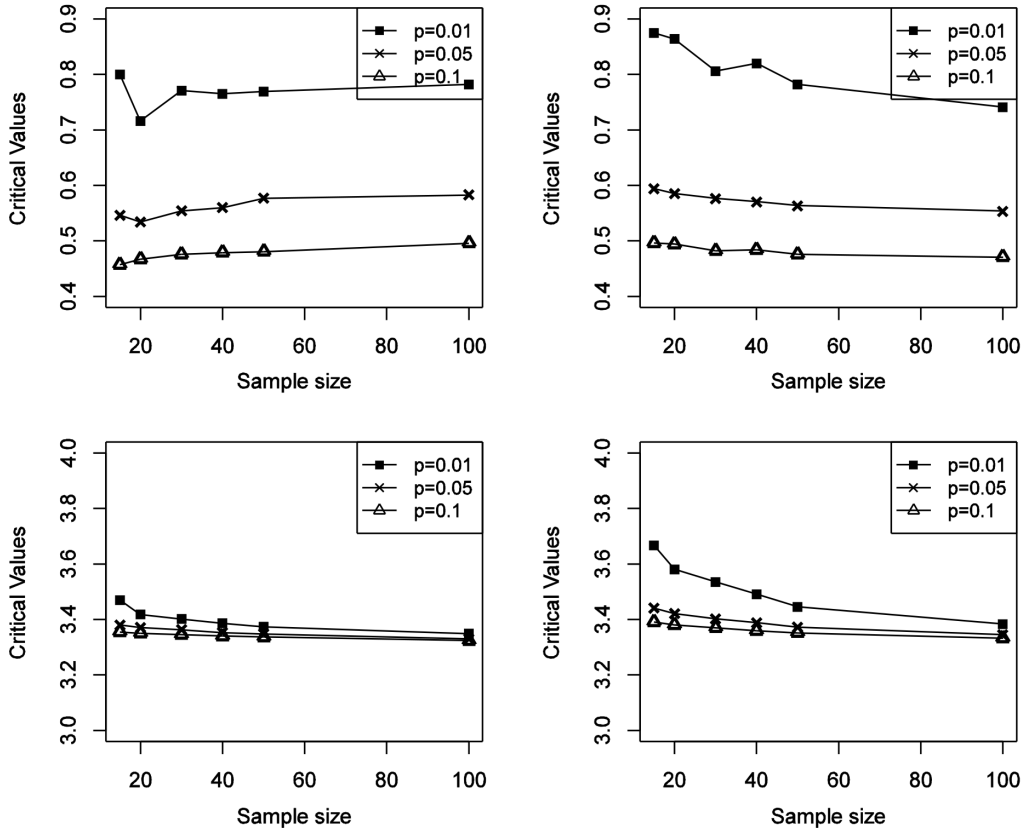 Critical Values
0.9
0.8
0.7
0.6
0.5
0.4
p=0.01
p=0.05
p=0.1
20 40 60 80 100
Sample size
Critical Values
0.9
0.8
0.7
0.6
0.5
0.4
p=0.01
p=0.05
p=0.1
20 40 60 80 100
Sample size
Critical Values
4.0
3.8
3.6
3.4
3.2
3.0
p=0.01
p=0.05
p=0.1
20 40 60 80 100
Sample size
Critical Values
4.0
3.8
3.6
3.4
3.2
3.0
p=0.01
p=0.05
p=0.1
20 40 60 80 100
Sample size